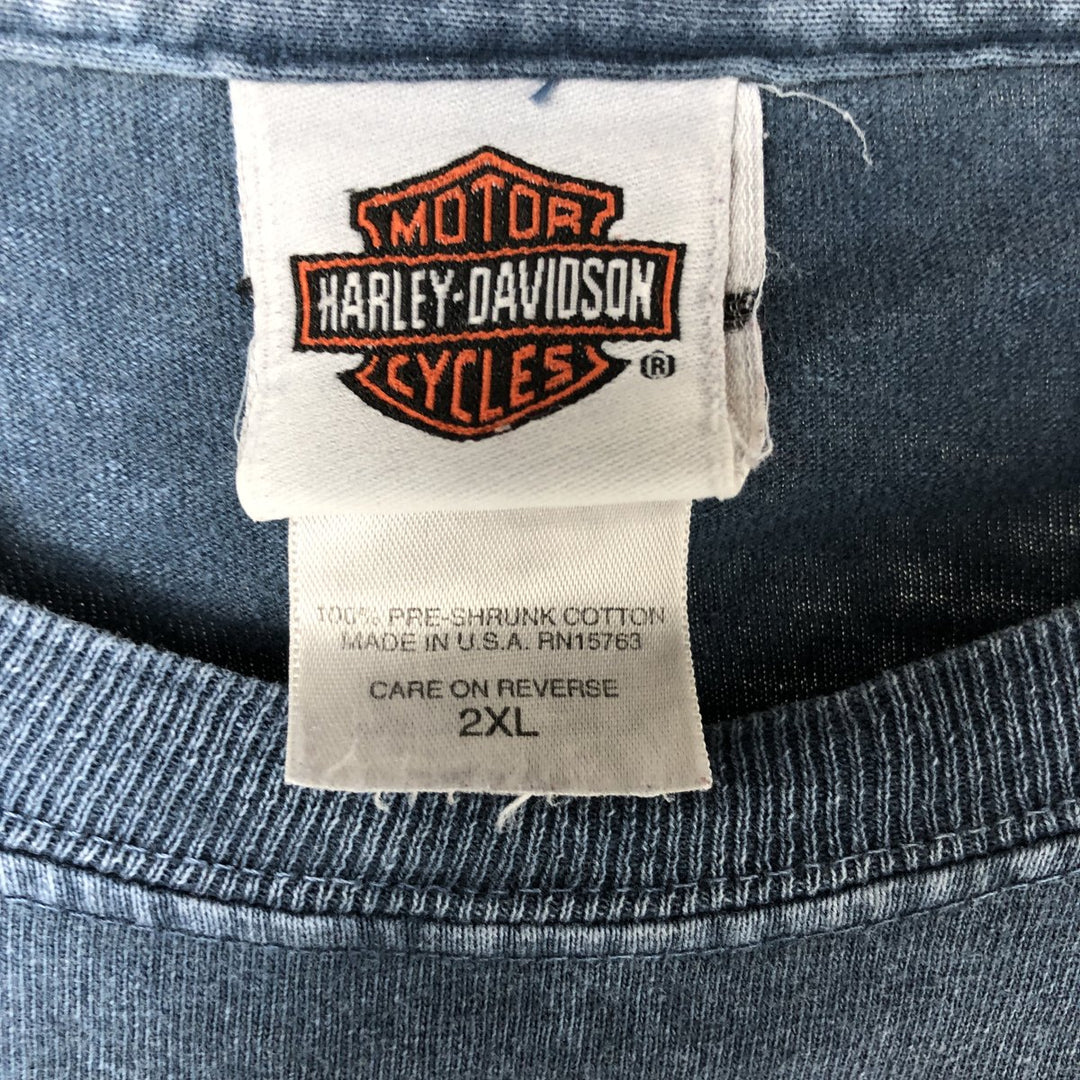 MOTOR
HARLEY-DAVIDSON
CYCLES
®
100% PRE-SHRUNK COTTON
MADE IN U.S.A. RN15763
CARE ON REVERSE
2XL